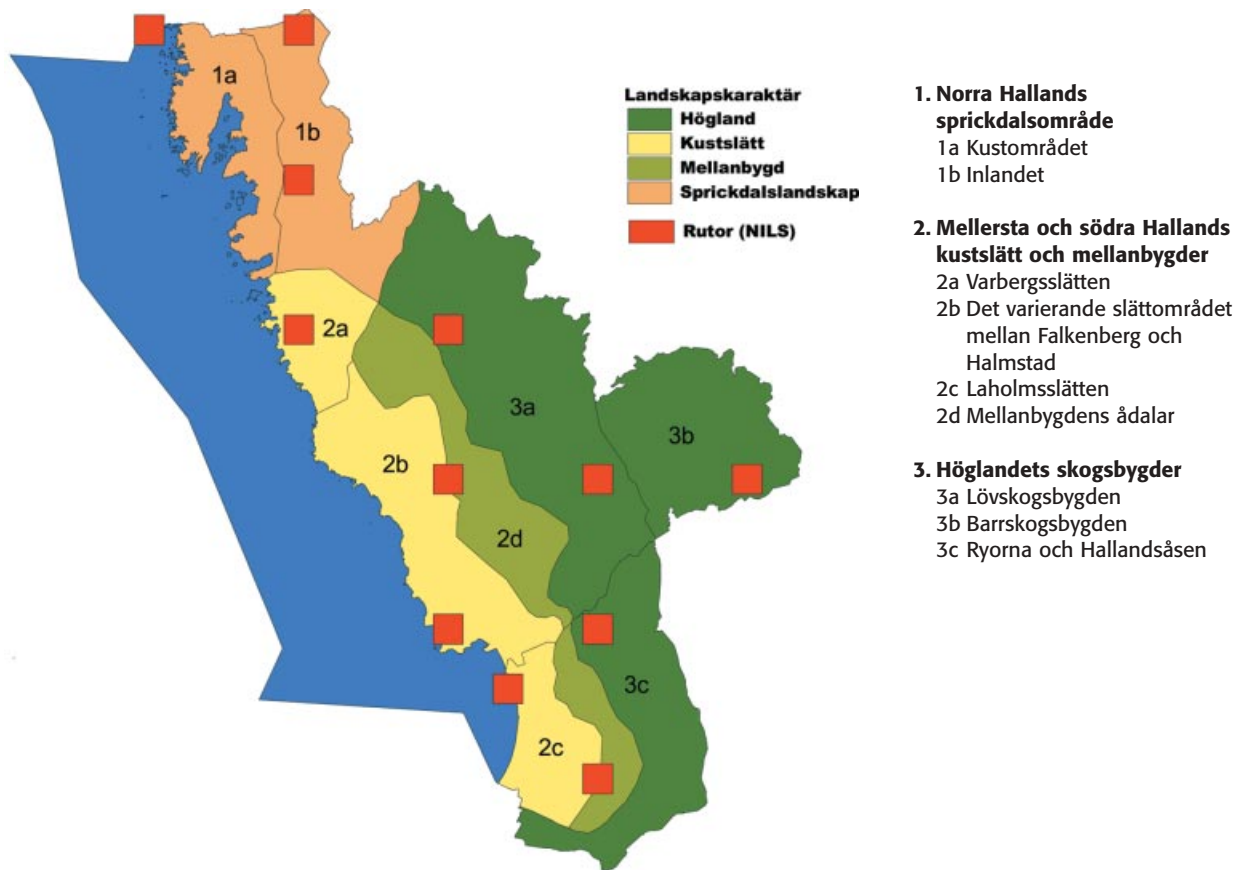 1a
1b
2a
3a
3b
2b
2d
3c
2c
Landskapskaraktär
Högland
Kustslätt
Mellanbygd
Sprickdalslandskap
Rutor (NILS)
1. Norra Hallands
sprickdalsområde
1a Kustområdet
1b Inlandet
2. Mellersta och södra Hallands
kustslätt och mellanbygder
2a Varbergsslätten
2b Det varierande slättområdet
mellan Falkenberg och
Halmstad
2c Laholmsslätten
2d Mellanbygdens ådalar
3. Höglandets skogsbygder
3a Lövskogsbygden
3b Barrskogsbygden
3c Ryorna och Hallandsåsen